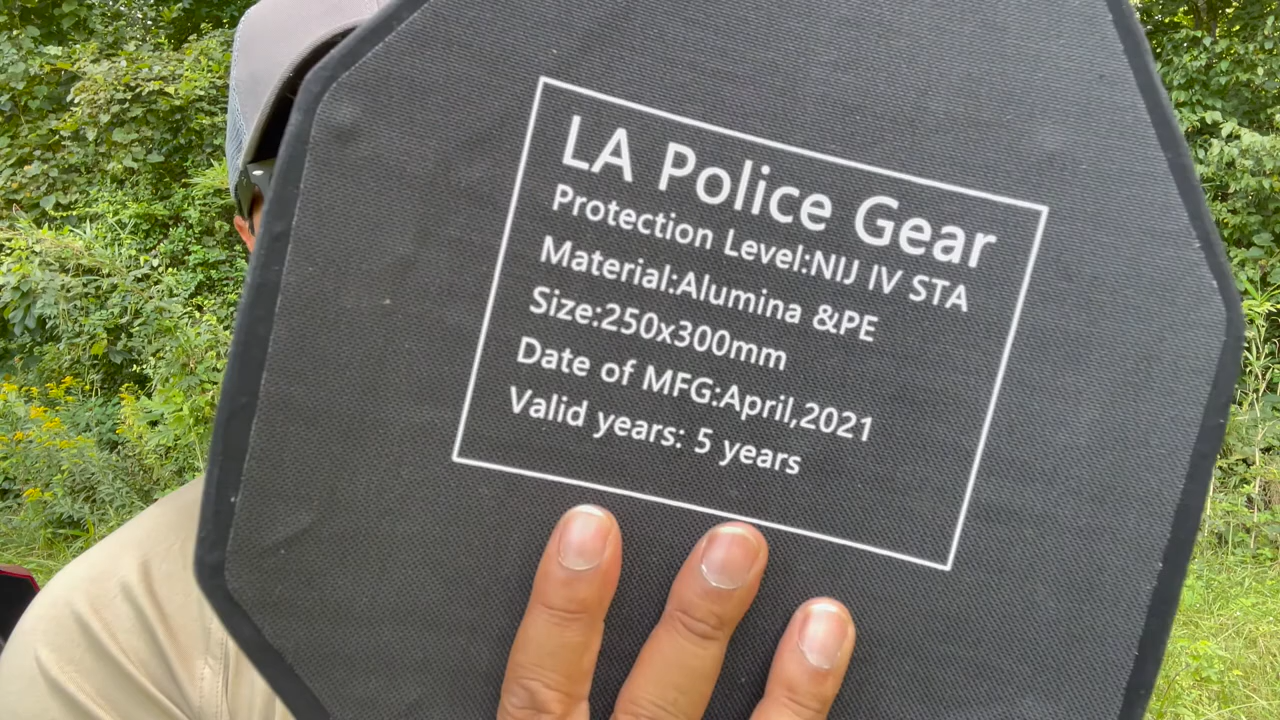 LA Police Gear
Protection Level:NIJ IV STA
Material:Alumina &PE
Size:250x300mm
Date of MFG:April,2021
Valid years: 5 years